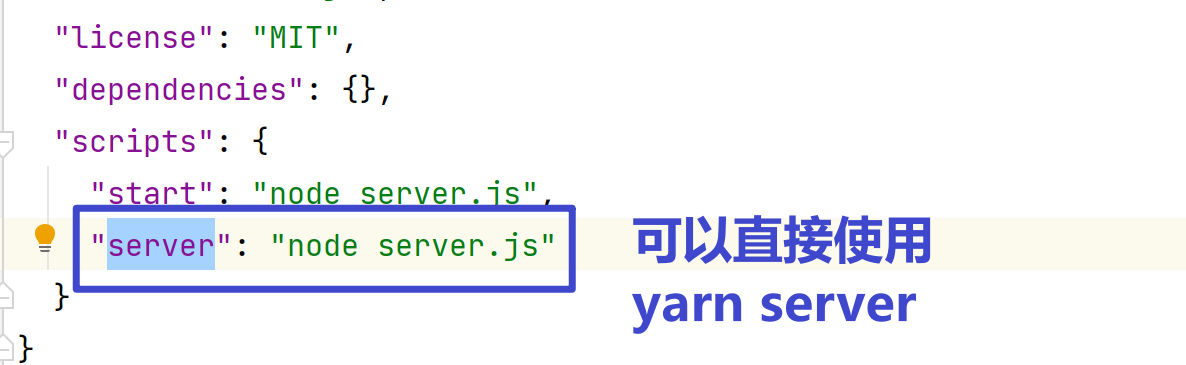 "license": "MIT",
"dependencies": {},
"scripts": {
"start": "node server.js",
"server": "node server.js"
}
}
可以直接使用
yarn server